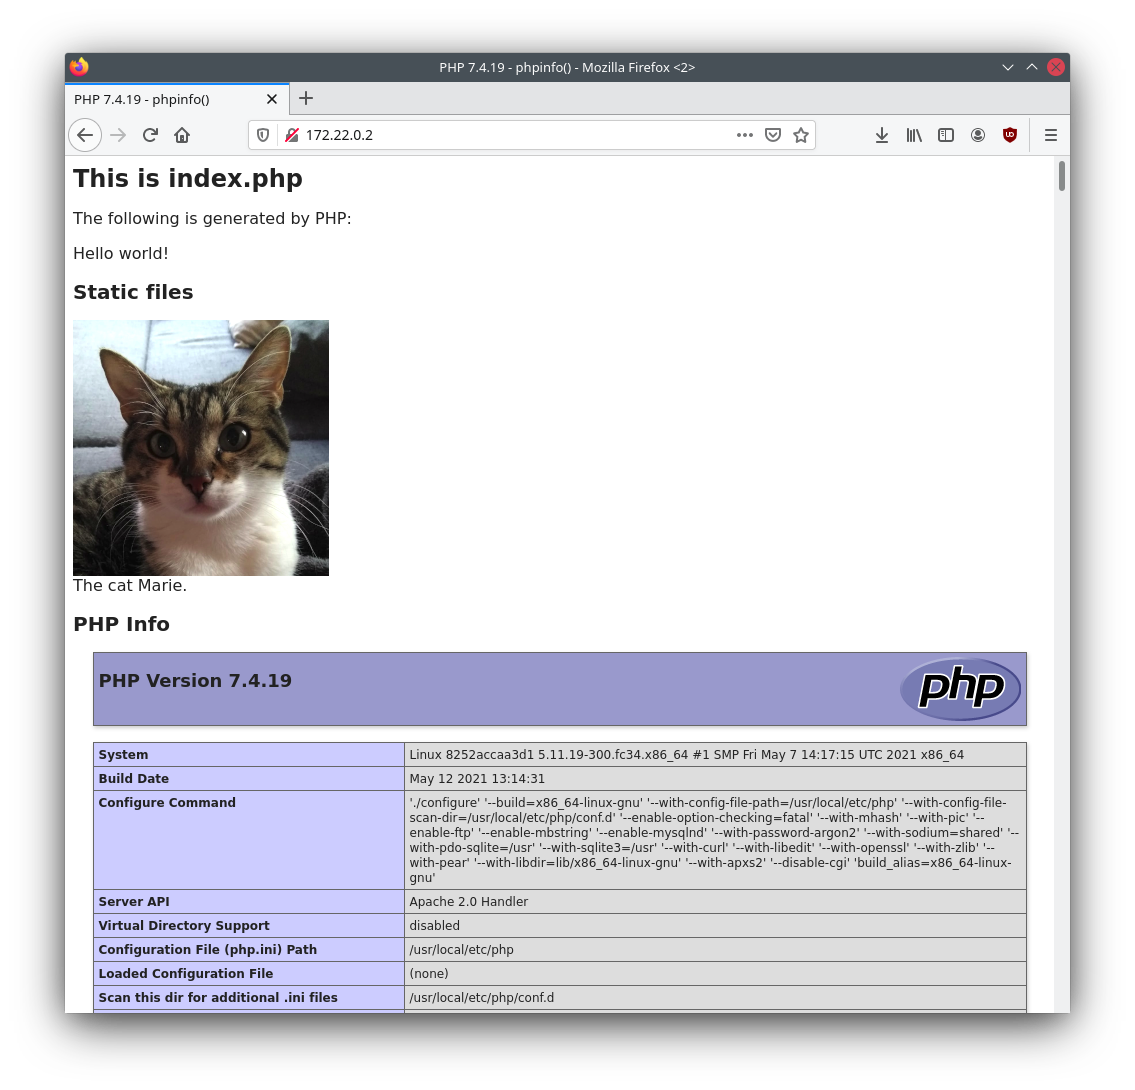 PHP 7.4.19 - phpinfo() - Mozilla Firefox <2>
PHP 7.4.19 - phpinfo()
172.22.0.2
This is index.php
The following is generated by PHP:
Hello world!
Static files
The cat Marie.
PHP Info
PHP Version 7.4.19
php
System Linux 8252accaa3d1 5.11.19-300.fc34.x86_64 #1 SMP Fri May 7 14:17:15 UTC 2021 x86_64
Build Date May 12 2021 13:14:31
Configure Command './configure' '--build=x86_64-linux-gnu' '--with-config-file-path=/usr/local/etc/php' '--with-config-file-
scan-dir=/usr/local/etc/php/conf.d' '--enable-option-checking=fatal' '--with-mhash' '--with-pic' '--
enable-ftp' '--enable-mbstring' '--enable-mysqlnd' '--with-password-argon2' '--with-sodium=shared' '--
with-pdo-sqlite=/usr' '--with-sqlite3=/usr' '--with-curl' '--with-libedit' '--with-openssl' '--with-zlib' '--
with-pear' '--with-libdir=lib/x86_64-linux-gnu' '--with-apxs2' '--disable-cgi' 'build_alias=x86_64-linux-
gnu'
Server API Apache 2.0 Handler
Virtual Directory Support disabled
Configuration File (php.ini) Path /usr/local/etc/php
Loaded Configuration File (none)
Scan this dir for additional .ini files /usr/local/etc/php/conf.d